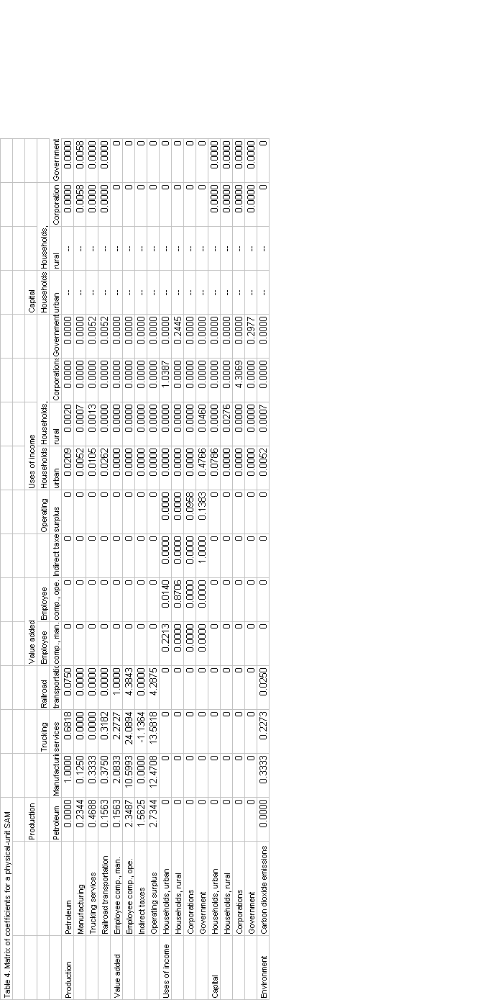 Table 4. Matrix of coefficients for a physical-unit SAM
Production Value added Uses of income Capital
Trucking Railroad Employee Employee Operating Households Households, Households Households,
Petroleum Manufacturi services transportatic comp., man. comp., ope. Indirect taxe surplus urban rural Corporations Government urban rural Corporation Government
Production Petroleum 0.0000 1.0000 0.6818 0.0750 0 0 0 0 0.0209 0.0020 0.0000 0.0000 -- -- 0.0000 0.0000
Manufacturing 0.2344 0.1250 0.0000 0.0000 0 0 0 0 0.0052 0.0007 0.0000 0.0000 -- -- 0.0058 0.0058
Trucking services 0.4688 0.3333 0.0000 0.0000 0 0 0 0 0.0105 0.0013 0.0000 0.0052 -- -- 0.0000 0.0000
Railroad transportation 0.1563 0.3750 0.3182 0.0000 0 0 0 0 0.0262 0.0000 0.0000 0.0052 -- -- 0.0000 0.0000
Value added Employee comp., man. 0.1563 2.0833 2.2727 1.0000 0 0 0 0 0.0000 0.0000 0.0000 0.0000 -- -- 0 0
Employee comp., ope. 2.3487 10.5993 24.0894 4.3843 0 0 0 0 0.0000 0.0000 0.0000 0.0000 -- -- 0 0
Indirect taxes 1.5625 0.0000 -1.1364 0.0000 0 0 0 0 0.0000 0.0000 0.0000 0.0000 -- -- 0 0
Operating surplus 2.7344 12.4708 13.5818 4.2875 0 0 0 0 0.0000 0.0000 0.0000 0.0000 -- -- 0 0
Uses of income Households, urban 0 0 0 0 0.2213 0.0140 0.0000 0.0000 0.0000 0.0000 1.0387 0.0000 -- -- 0 0
Households, rural 0 0 0 0 0.0000 0.8706 0.0000 0.0000 0.0000 0.0000 0.0000 0.2445 -- -- 0 0
Corporations 0 0 0 0 0.0000 0.0000 0.0000 0.0958 0.0000 0.0000 0.0000 0.0000 -- -- 0 0
Government 0 0 0 0 0.0000 0.0000 1.0000 0.1383 0.4766 0.0460 0.0000 0.0000 -- -- 0 0
Capital Households, urban 0 0 0 0 0 0 0 0 0.0786 0.0000 0.0000 0.0000 -- -- 0.0000 0.0000
Households, rural 0 0 0 0 0 0 0 0 0.0000 0.0276 0.0000 0.0000 -- -- 0.0000 0.0000
Corporations 0 0 0 0 0 0 0 0 0.0000 0.0000 4.3069 0.0000 -- -- 0.0000 0.0000
Government 0 0 0 0 0 0 0 0 0.0000 0.0000 0.0000 0.2977 -- -- 0.0000 0.0000
Environment Carbon dioxide emissions 0.0000 0.3333 0.2273 0.0250 0 0 0 0 0.0052 0.0007 0.0000 0.0000 -- -- 0 0